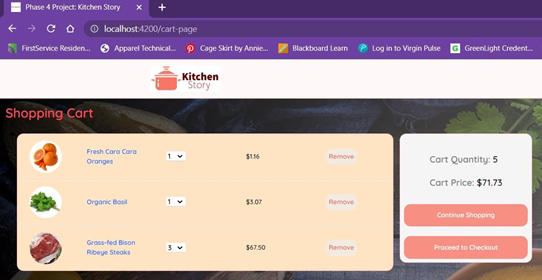 Phase 4 Project: Kitchen Story
localhost:4200/cart-page
FirstService Residen...
Apparel Techical...
Cage Skirt by Annie...
Blackboard Learn
Log in to Virgin Pulse
GreenLight Credent...
Kitchen
Story
Shopping Cart
Fresh Cara Cara
Oranges
1
$1.16
Remove
Organic Basil
1
$3.07
Remove
Grass-fed Bison
Ribeye Steaks
3
$67.50
Remove
Cart Quantity: 5
Cart Price: $71.73
Continue Shopping
Proceed to Checkout